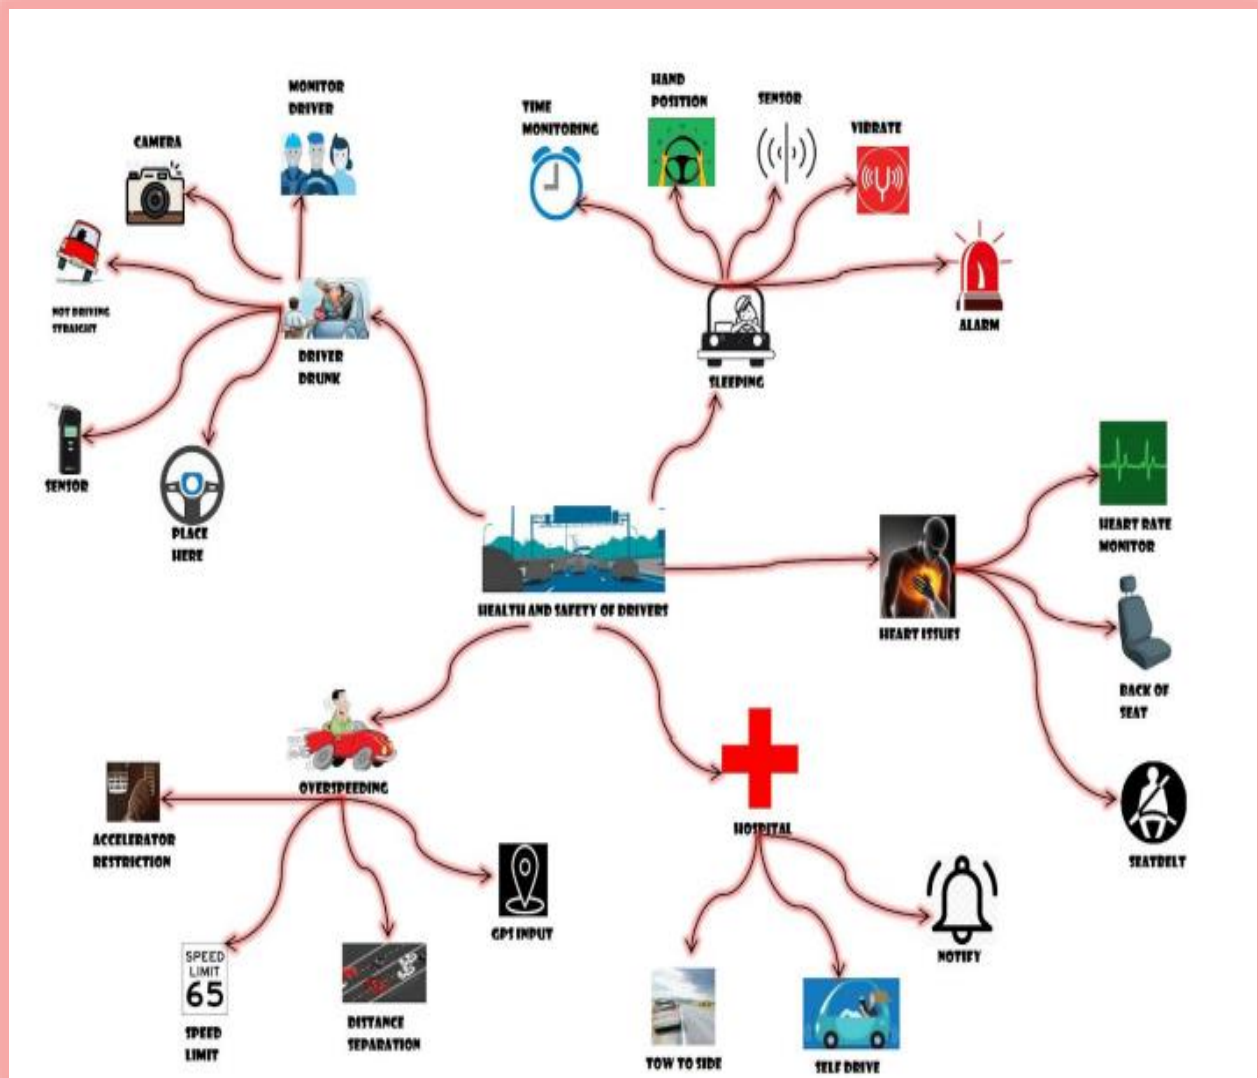 MONITOR
DRIVER
CAMERA
NOT DRIVING
STRAIGHT
DRIVER
DRUNK
SENSOR
PLACE
HERE
TIME
MONITORING
HAND
POSITION
SENSOR
VIBRATE
ALARM
SLEEPING
HEALTH AND SAFETY OF DRIVERS
HEART ISSUES
HEART RATE
MONITOR
BACK OF
SEAT
SEATBELT
OVERSPEEDING
ACCELERATOR
RESTRICTION
SPEED
LIMIT
65
SPEED
LIMIT
DISTANCE
SEPARATION
GPS INPUT
HOSPITAL
TOW TO SIDE
SELF DRIVE
NOTIFY